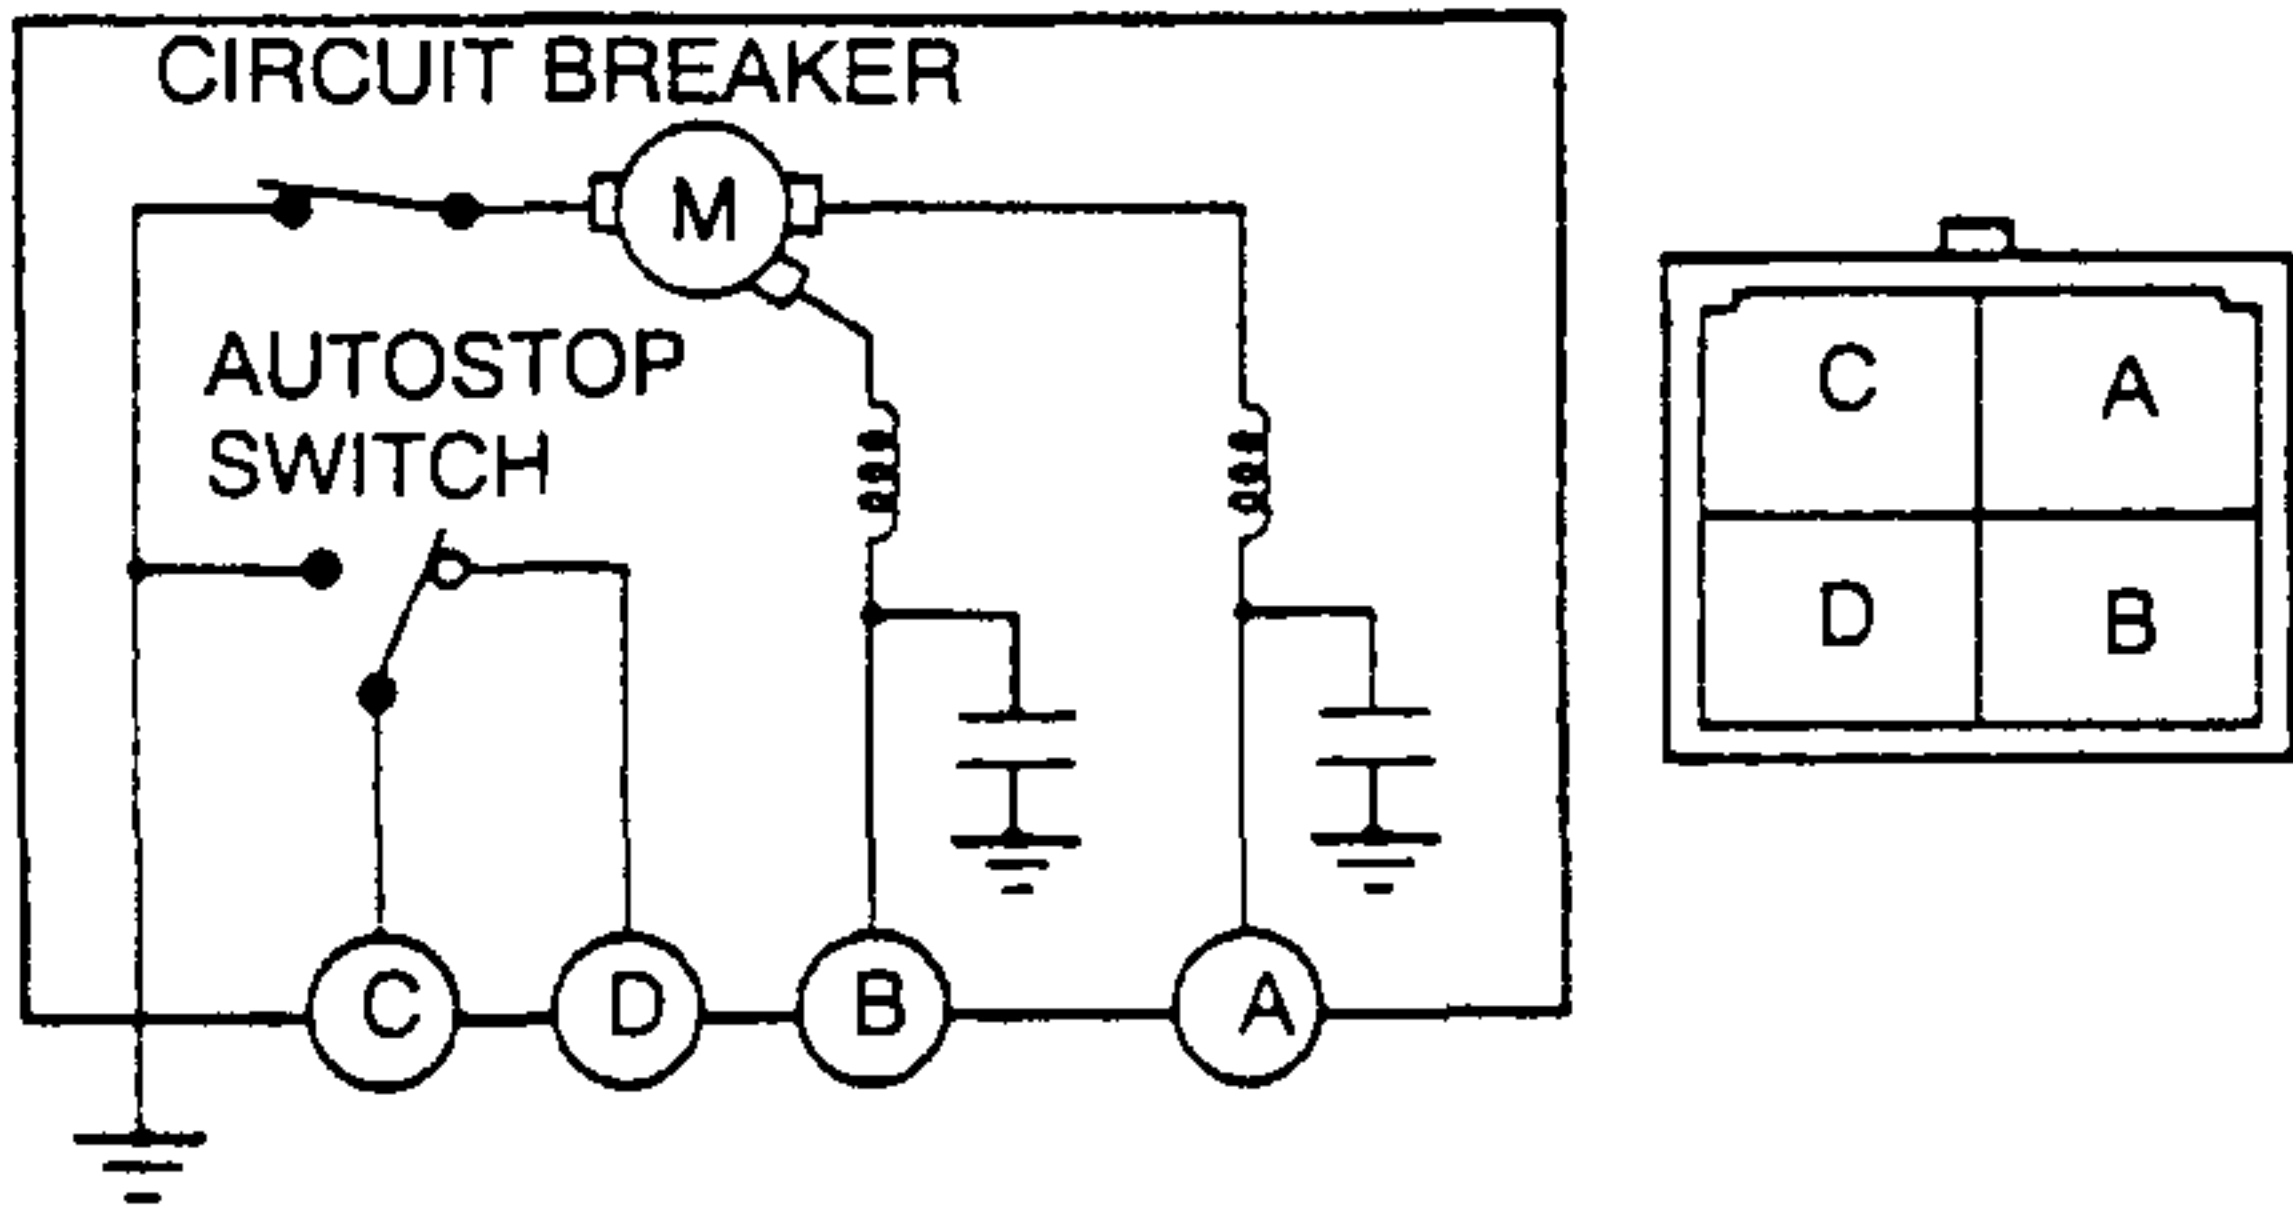 CIRCUIT BREAKER
M
AUTOSTOP
SWITCH
C D B A
C A
D B